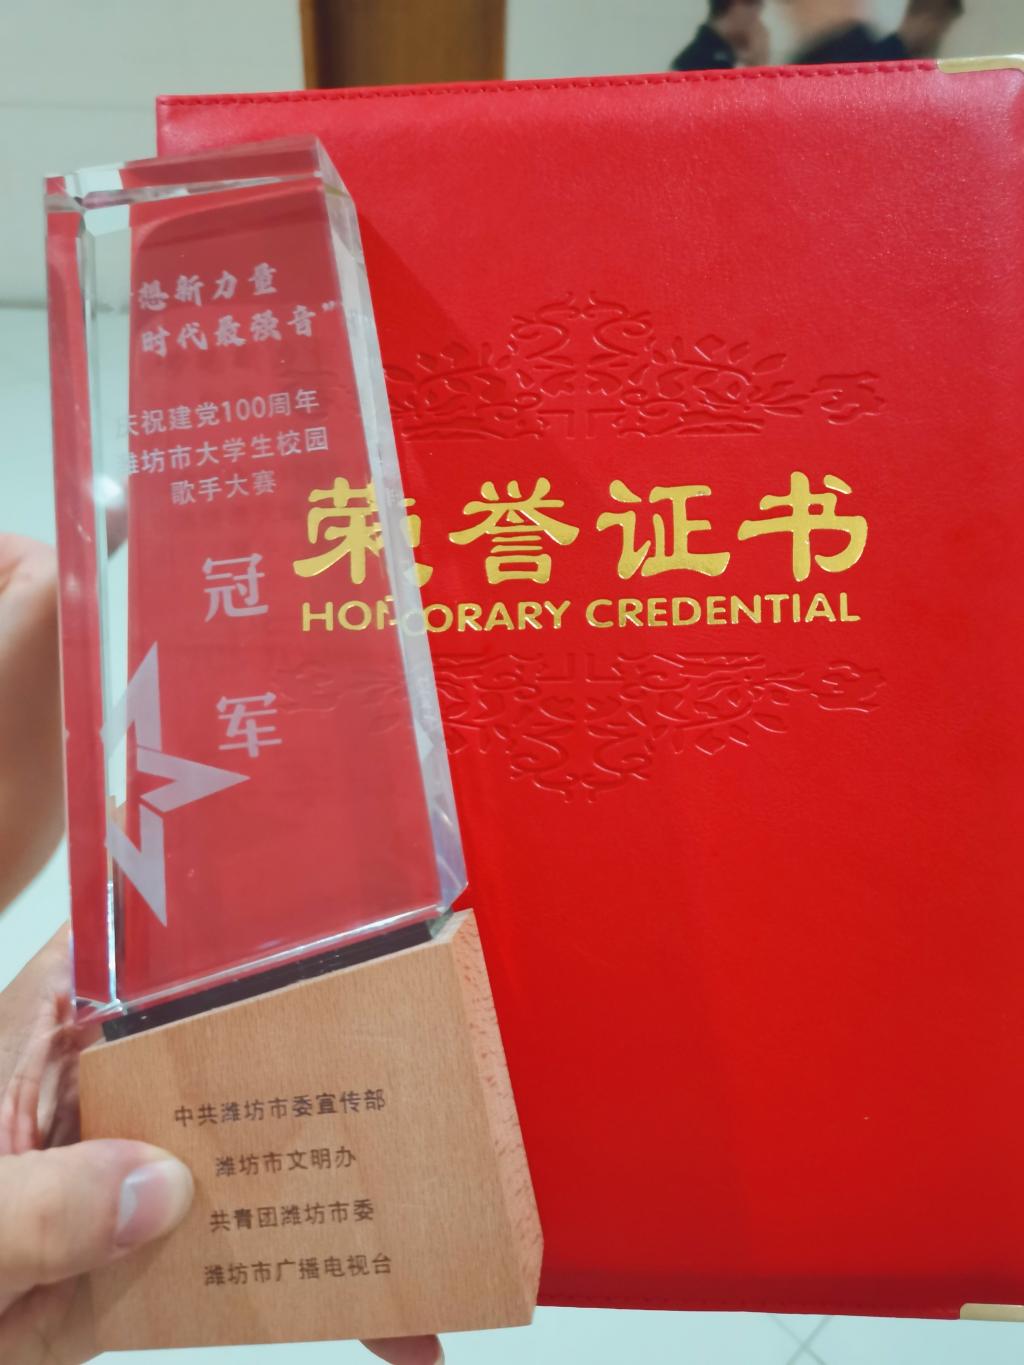 想新力量
时代最强音”
庆祝建党100周年
潍坊市大学生校园
歌手大赛
冠
军
荣誉证书
HONORARY CREDENTIAL
中共潍坊市委宣传部
潍坊市文明办
共青团潍坊市委
潍坊市广播电视台